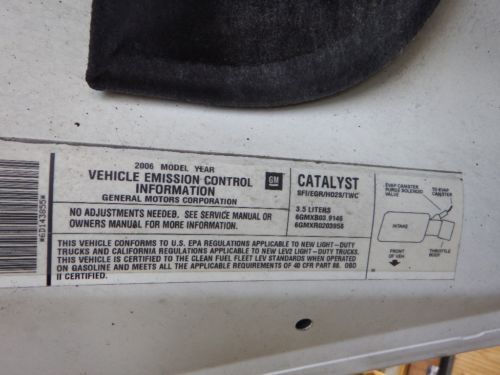 2006 MODEL YEAR
VEHICLE EMISSION CONTROL
INFORMATION
GENERAL MOTORS CORPORATION
GM
NO ADJUSTMENTS NEEDED. SEE SERVICE MANUAL OR
OWNERS MANUAL FOR MORE INFORMATION.
CATALYST
SFI/EGR/HO2S/TWC
3.5 LITERS
6GMXB03.9146
6GMXR0203958
THIS VEHICLE CONFORMS TO U.S. EPA REGULATIONS APPLICABLE TO NEW LIGHT-DUTY
TRUCKS AND CALIFORNIA REGULATIONS APPLICABLE TO NEW LEV2 LIGHT-DUTY TRUCKS.
THIS VEHICLE IS CERTIFIED TO THE CLEAN FUEL FLEET LEV STANDARDS WHEN OPERATED
ON GASOLINE AND MEETS ALL THE APPLICABLE REQUIREMENTS OF 40 CFR PART 88. OBD
II CERTIFIED.
EVAP CANISTER
PURGE SOLENOID
VALVE
TO EVAP
CANISTER
INTAKE
FRONT
OF VEH
THROTTLE
BODY